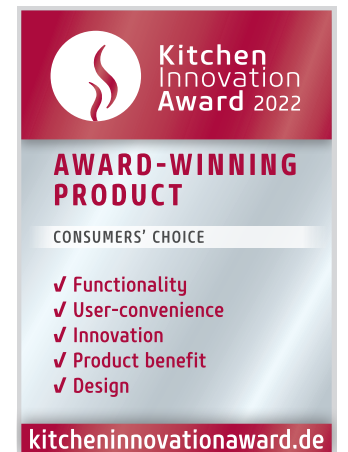 Kitchen
Innovation
Award 2022
AWARD-WINNING
PRODUCT
CONSUMERS' CHOICE
✓ Functionality
✓ User-convenience
✓ Innovation
✓ Product benefit
✓ Design
kitcheninnovationaward.de